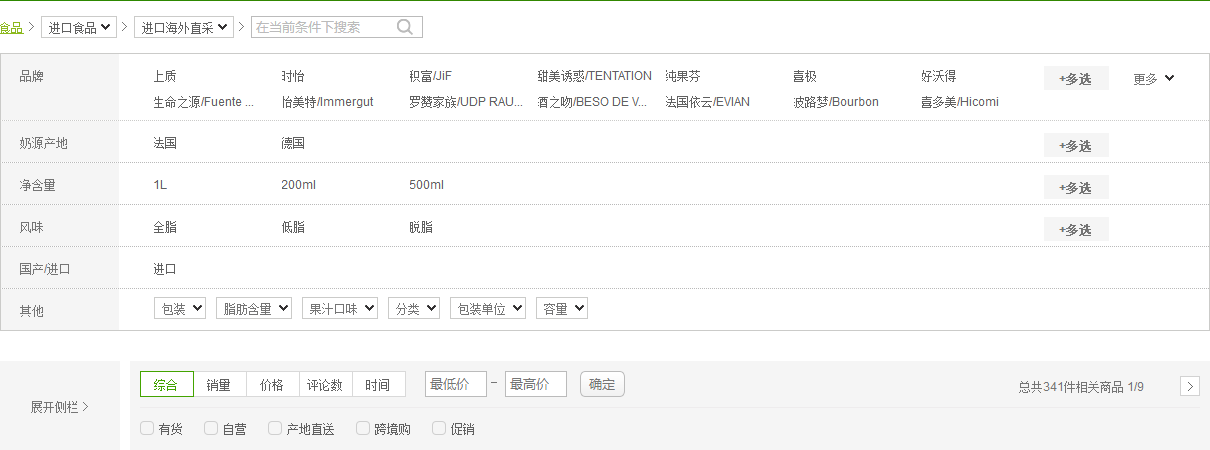 食品 进口食品 进口海外直采 在当前条件下搜索
品牌 上质 时怡 积富/JiF 甜美诱惑/TENTATION 纯果芬 喜极 好沃得 +多选 更多
生命之源/Fuente ... 怡美特/Immergut 罗赞家族/UDP RAU... 酒之吻/BESO DE V... 法国依云/EVIAN 波路梦/Bourbon 喜多美/Hicomi
奶源产地 法国 德国 +多选
净含量 1L 200ml 500ml +多选
风味 全脂 低脂 脱脂 +多选
国产/进口 进口
其他 包装 脂肪含量 果汁口味 分类 包装单位 容量
展开侧栏
综合 销量 价格 评论数 时间 最低价 – 最高价 确定 总共341件相关商品 1/9
有货 自营 产地直送 跨境购 促销